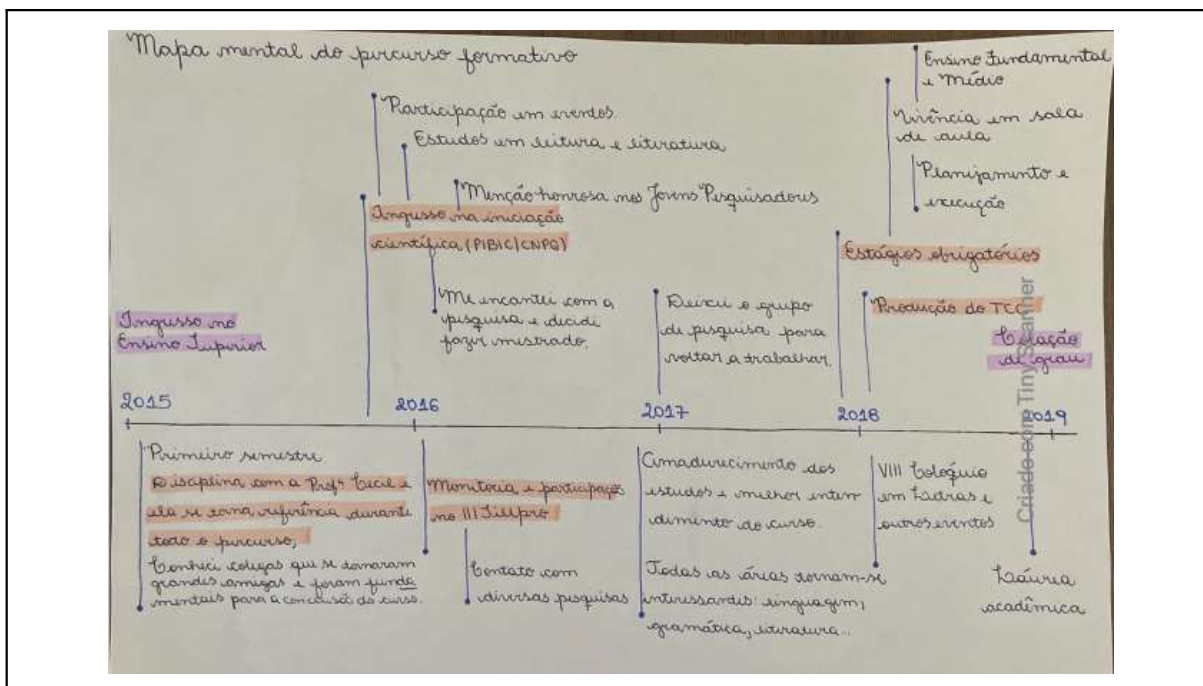 Mapa mental do percurso formativo
Participação em eventos.
Estudos em leitura e literatura
Menção honrosa nos Jovens Pesquisadores
Ingresso na iniciação
científica (PIBIC/CNPQ)
Me encantei com a
pesquisa e decidi
fazer mestrado.
Ingresso no
Ensino Superior
Deixei o grupo
de pesquisa para
voltar a trabalhar.
Ensino Fundamental
e Médio
Vivência em sala
de aula
Planejamento e
execução
Estágios obrigatórios
Produção do TCC
Colação
de grau
2015
2016
2017
2018
2019
Primeiro semestre
Disciplina com a Profª Cecil e
ela se torna referência durante
todo o percurso;
Conheci colegas que se tornaram
grandes amigas e foram funda
mentais para a conclusão do curso.
Monitoria e participação
no III Sillpro
Contato com
diversas pesquisas
Amadurecimento dos
estudos e melhor enten
dimento do curso.
Todas as áreas tornam-se
interessantes: linguagem,
gramática, literatura...
VIII Colóquio
em Letras e
outros eventos
Láurea
acadêmica
Criado com TinyScanner